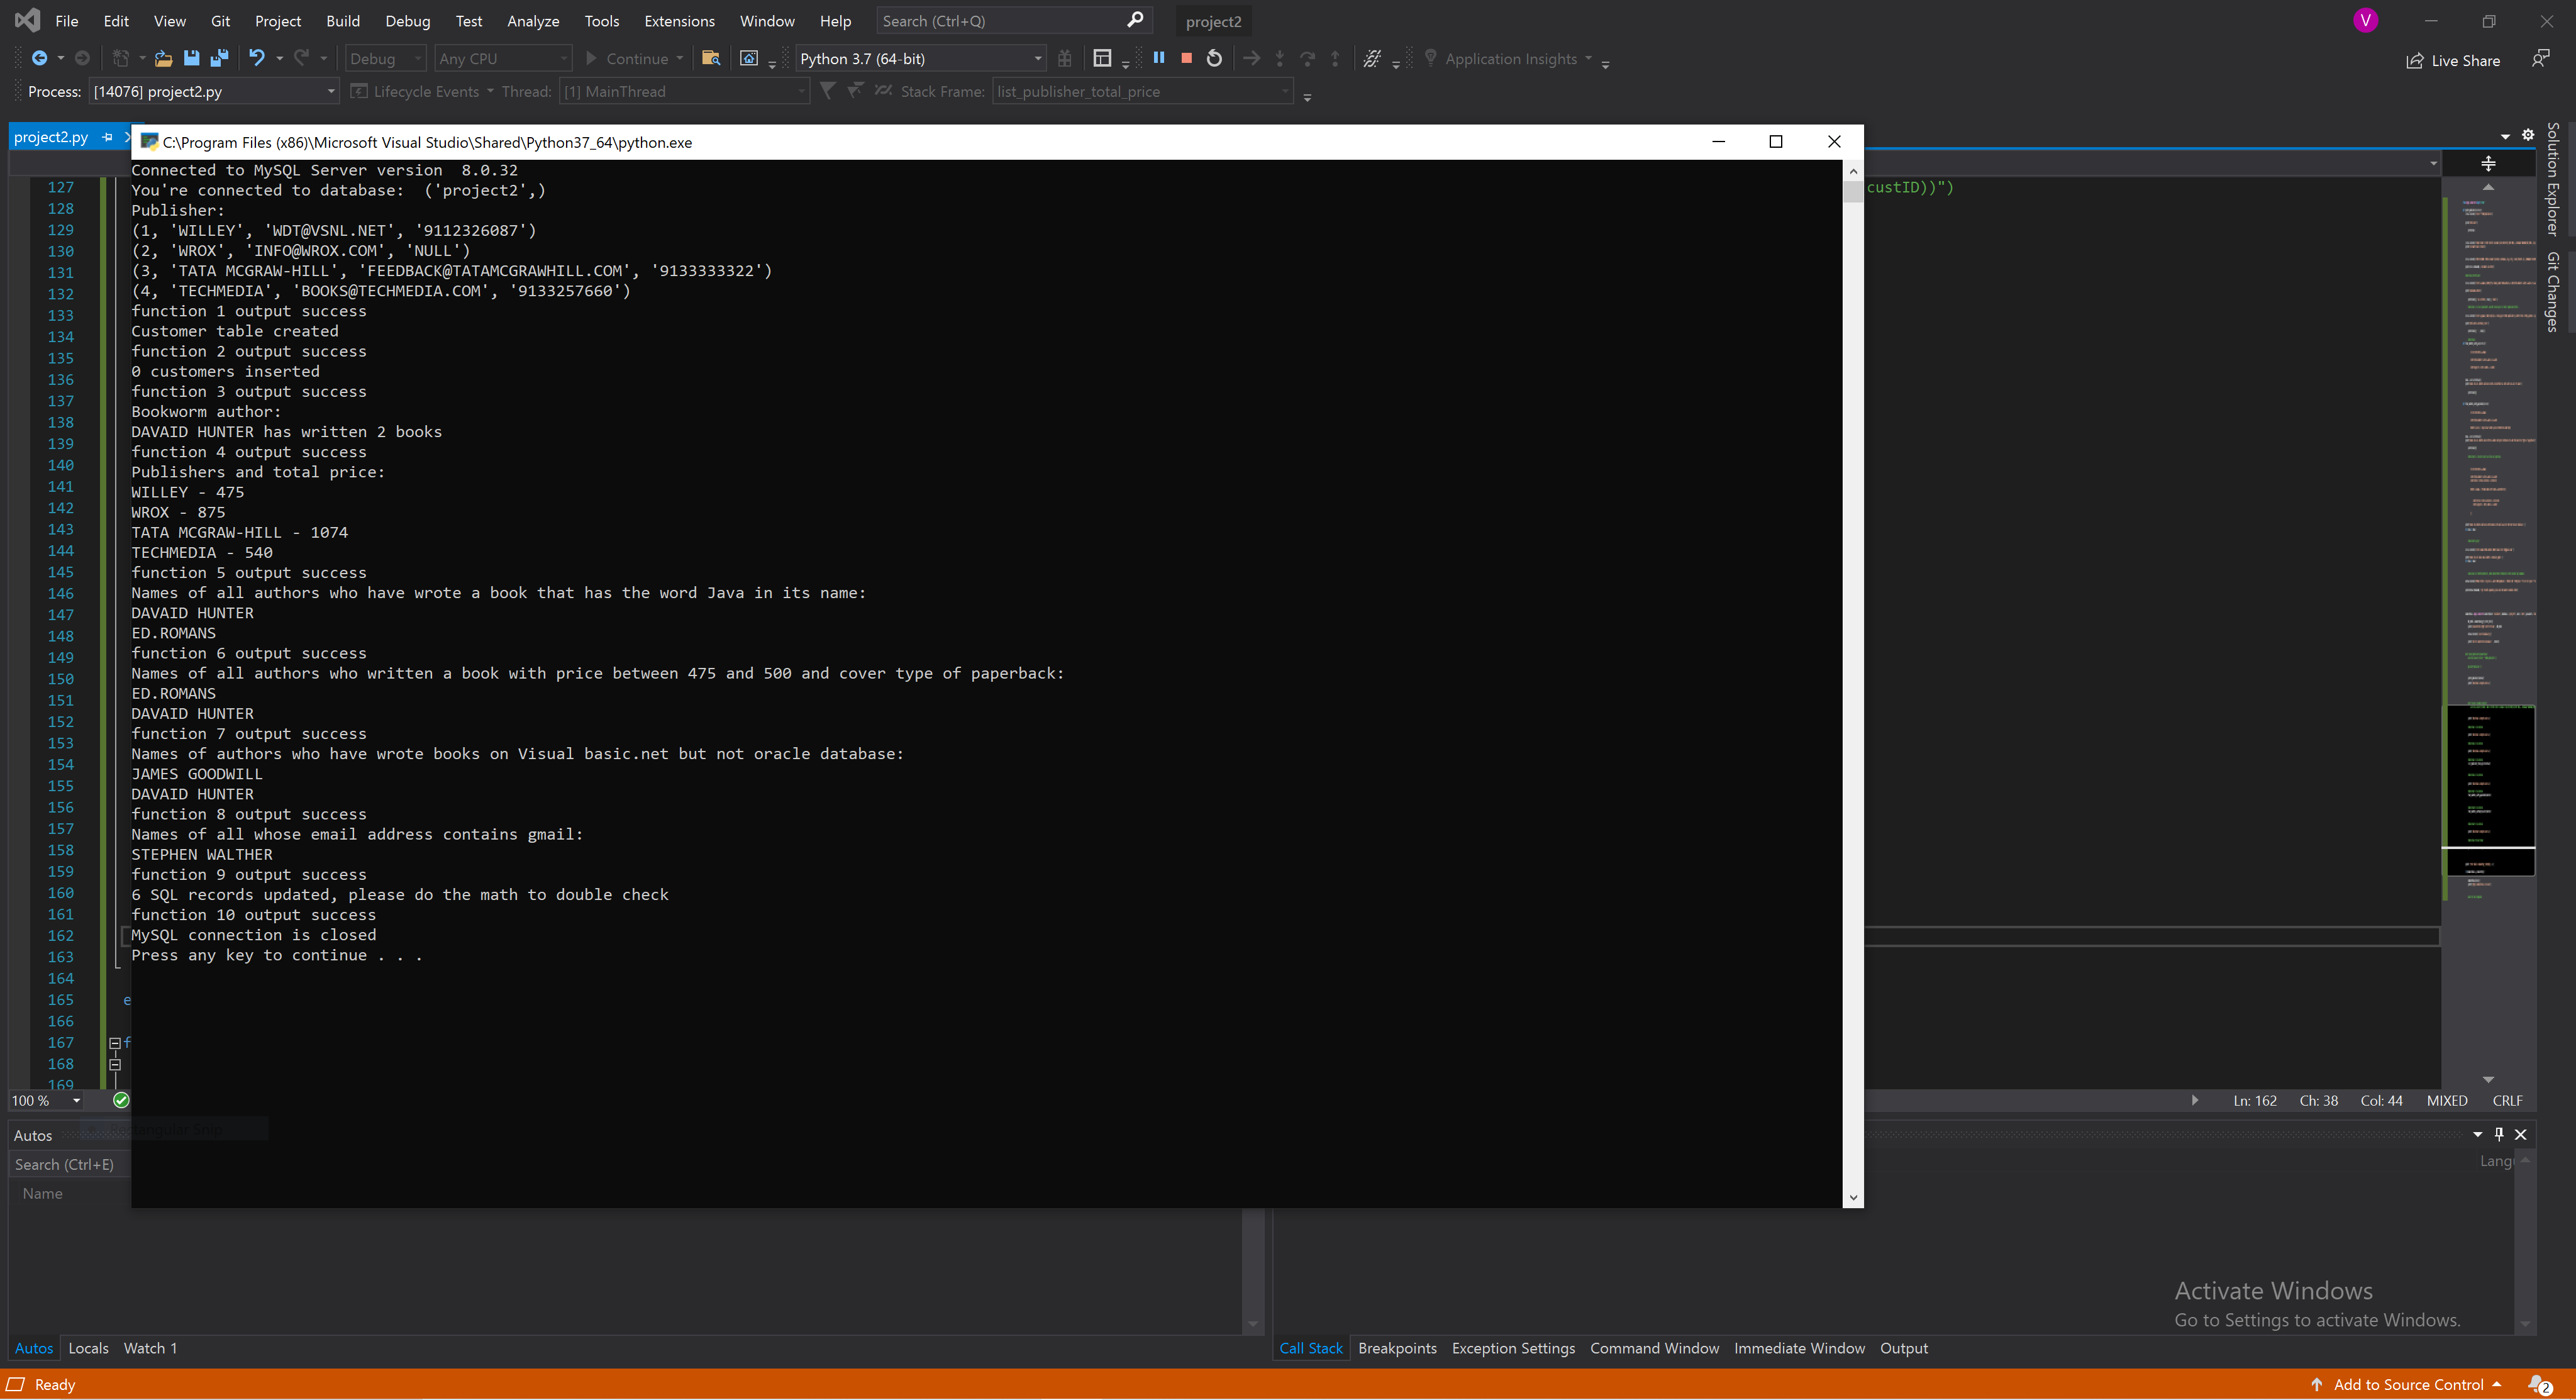 File Edit View Git Project Build Debug Test Analyze Tools Extensions Window Help Search (Ctrl+Q) project2 V
Debug Any CPU Continue Python 3.7 (64-bit) Application Insights Live Share
Process: [14076] project2.py Lifecycle Events Thread: [1] MainThread Stack Frame: list_publisher_total_price
project2.py
C:\Program Files (x86)\Microsoft Visual Studio\Shared\Python37_64\python.exe
Connected to MySQL Server version  8.0.32
You're connected to database:  ('project2',)
Publisher:
(1, 'WILLEY', 'WDT@VSNL.NET', '9112326087')
(2, 'WROX', 'INFO@WROX.COM', 'NULL')
(3, 'TATA MCGRAW-HILL', 'FEEDBACK@TATAMCGRAWHILL.COM', '9133333322')
(4, 'TECHMEDIA', 'BOOKS@TECHMEDIA.COM', '9133257660')
function 1 output success
Customer table created
function 2 output success
0 customers inserted
function 3 output success
Bookworm author:
DAVAID HUNTER has written 2 books
function 4 output success
Publishers and total price:
WILLEY - 475
WROX - 875
TATA MCGRAW-HILL - 1074
TECHMEDIA - 540
function 5 output success
Names of all authors who have wrote a book that has the word Java in its name:
DAVAID HUNTER
ED.ROMANS
function 6 output success
Names of all authors who written a book with price between 475 and 500 and cover type of paperback:
ED.ROMANS
DAVAID HUNTER
function 7 output success
Names of authors who have wrote books on Visual basic.net but not oracle database:
JAMES GOODWILL
DAVAID HUNTER
function 8 output success
Names of all whose email address contains gmail:
STEPHEN WALTHER
function 9 output success
6 SQL records updated, please do the math to double check
function 10 output success
MySQL connection is closed
Press any key to continue . . .
custID))")
127
128
129
130
131
132
133
134
135
136
137
138
139
140
141
142
143
144
145
146
147
148
149
150
151
152
153
154
155
156
157
158
159
160
161
162
163
164
165 e
166
167 f
168
169
Solution Explorer
Git Changes
100 % Ln: 162 Ch: 38 Col: 44 MIXED CRLF
Autos
Search (Ctrl+E)
Name
Lang
Activate Windows
Go to Settings to activate Windows.
Autos Locals Watch 1 Call Stack Breakpoints Exception Settings Command Window Immediate Window Output
Ready Add to Source Control 2